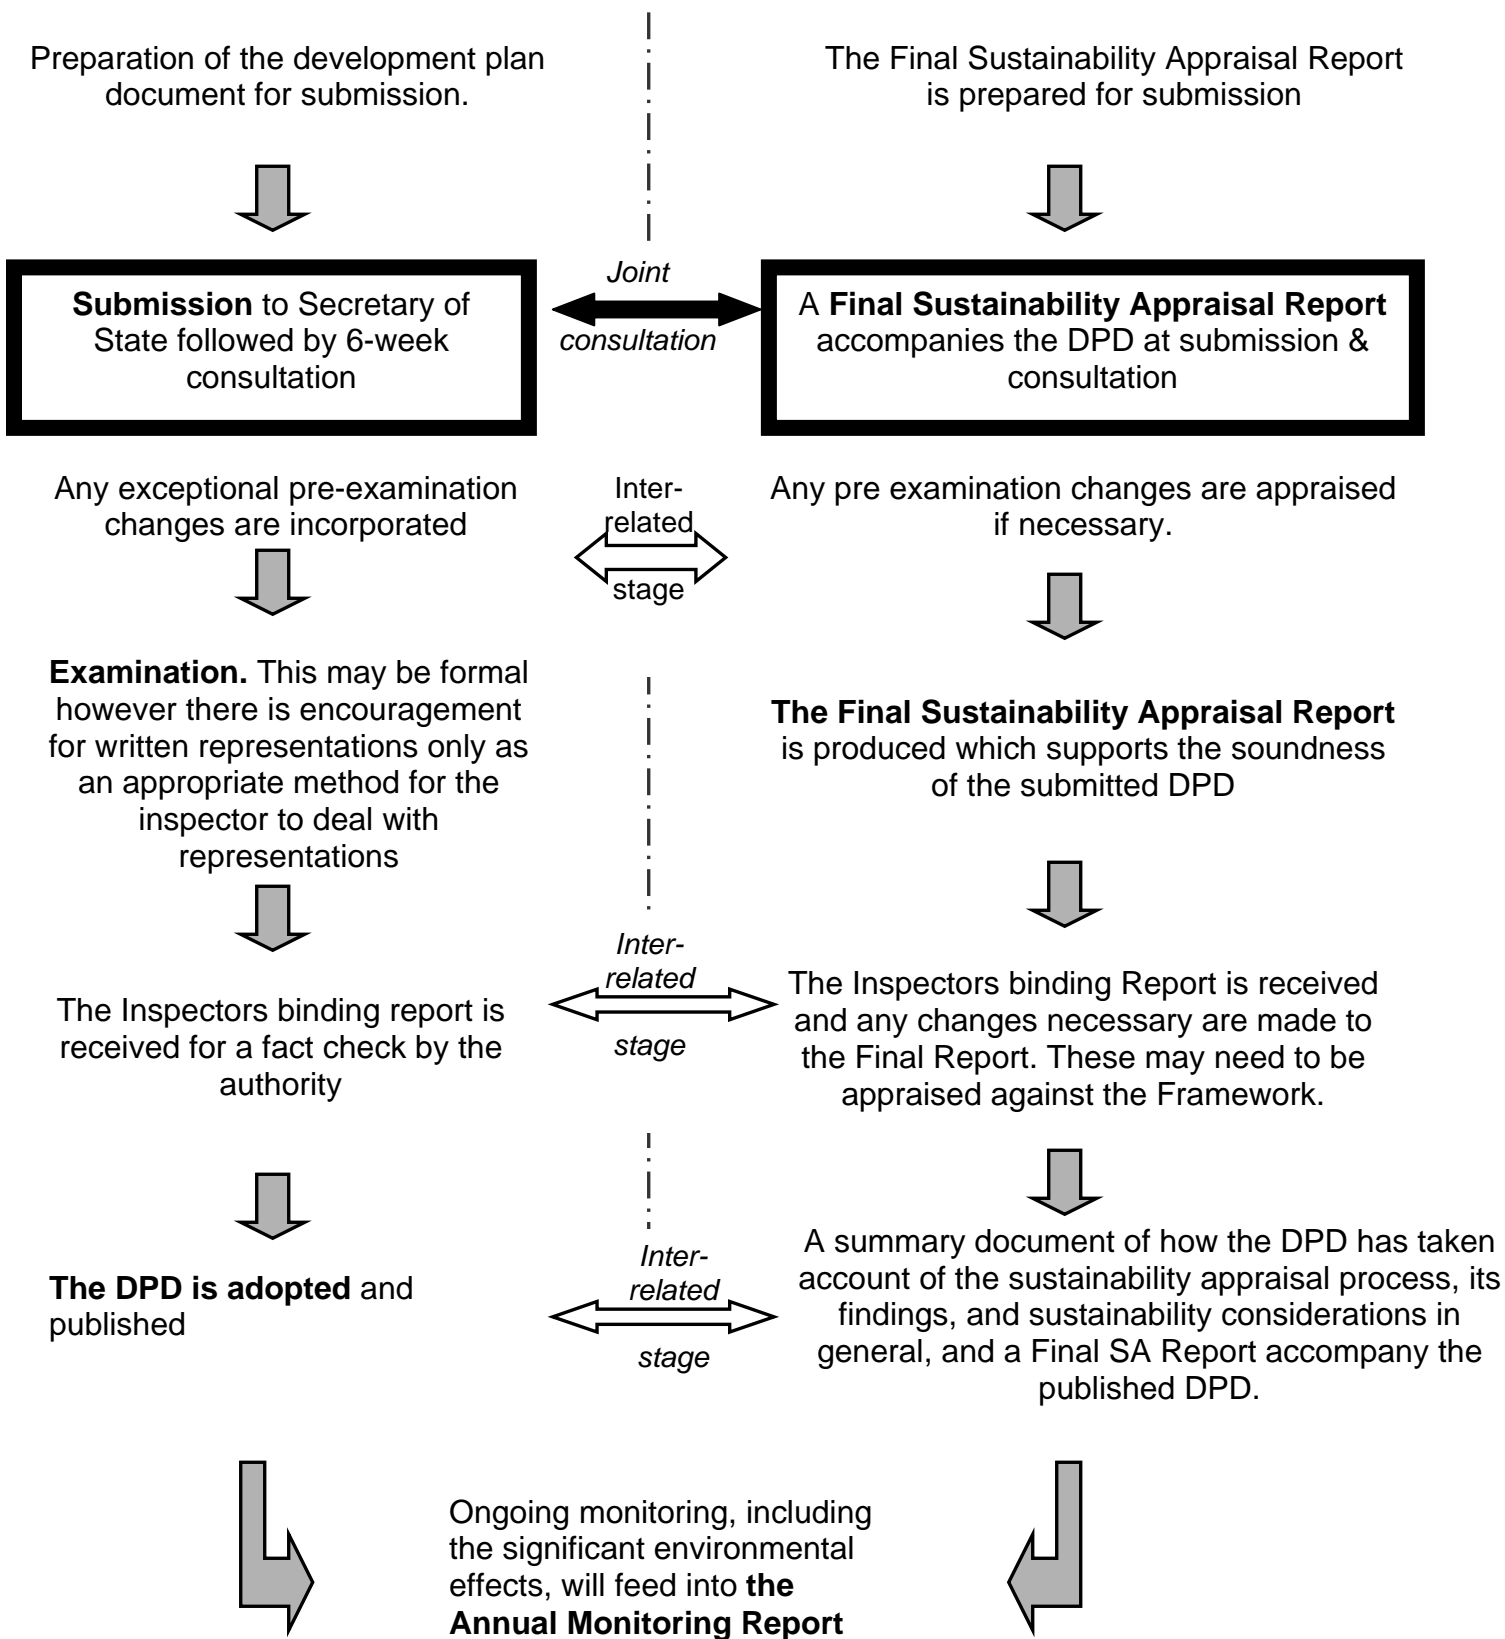 Preparation of the development plan
document for submission.
The Final Sustainability Appraisal Report
is prepared for submission
Submission to Secretary of
State followed by 6-week
consultation
Joint
consultation
A Final Sustainability Appraisal Report
accompanies the DPD at submission &
consultation
Any exceptional pre-examination
changes are incorporated
Inter-
related
stage
Any pre examination changes are appraised
if necessary.
Examination. This may be formal
however there is encouragement
for written representations only as
an appropriate method for the
inspector to deal with
representations
The Final Sustainability Appraisal Report
is produced which supports the soundness
of the submitted DPD
The Inspectors binding report is
received for a fact check by the
authority
Inter-
related
stage
The Inspectors binding Report is received
and any changes necessary are made to
the Final Report. These may need to be
appraised against the Framework.
The DPD is adopted and
published
Inter-
related
stage
A summary document of how the DPD has taken
account of the sustainability appraisal process, its
findings, and sustainability considerations in
general, and a Final SA Report accompany the
published DPD.
Ongoing monitoring, including
the significant environmental
effects, will feed into the
Annual Monitoring Report